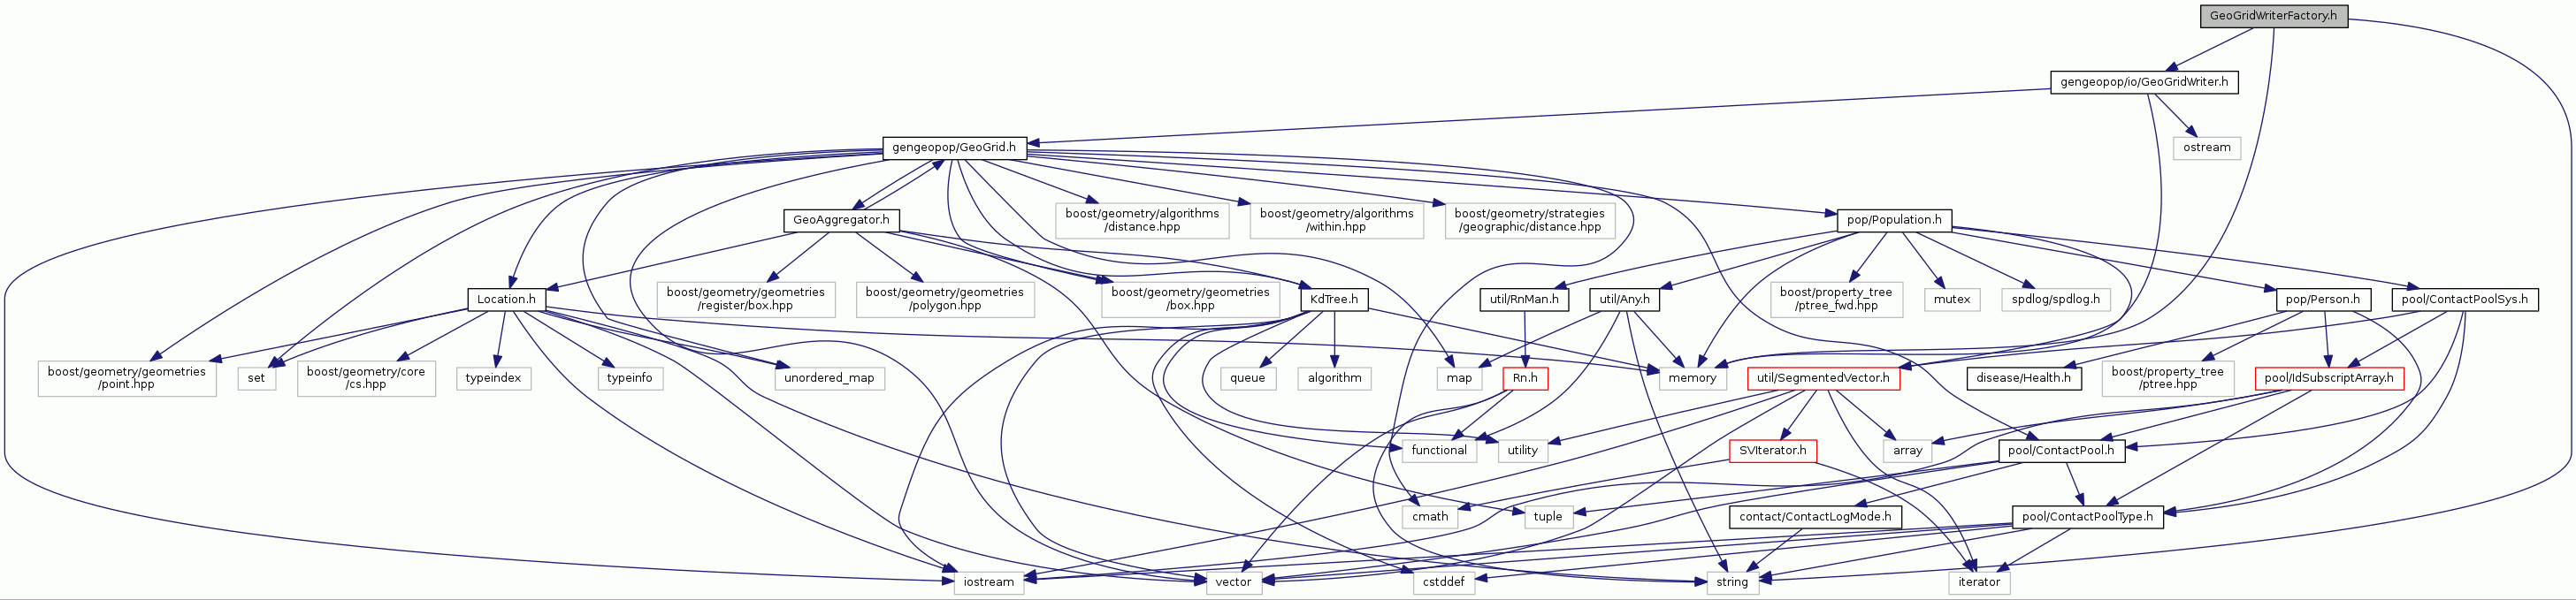 GeoGridWriterFactory.h
gengeopop/io/GeoGridWriter.h
gengeopop/GeoGrid.h
ostream
GeoAggregator.h
boost/geometry/algorithms
/distance.hpp
boost/geometry/algorithms
/within.hpp
boost/geometry/strategies
/geographic/distance.hpp
pop/Population.h
Location.h
boost/geometry/geometries
/register/box.hpp
boost/geometry/geometries
/polygon.hpp
boost/geometry/geometries
/box.hpp
KdTree.h
util/RnMan.h
util/Any.h
boost/property_tree
/ptree_fwd.hpp
mutex
spdlog/spdlog.h
pop/Person.h
pool/ContactPoolSys.h
boost/geometry/geometries
/point.hpp
set
boost/geometry/core
/cs.hpp
typeindex
typeinfo
unordered_map
memory
queue
algorithm
map
Rn.h
util/SegmentedVector.h
disease/Health.h
boost/property_tree
/ptree.hpp
pool/IdSubscriptArray.h
functional
utility
SVIterator.h
array
pool/ContactPool.h
cmath
tuple
contact/ContactLogMode.h
pool/ContactPoolType.h
iostream
vector
cstddef
string
iterator